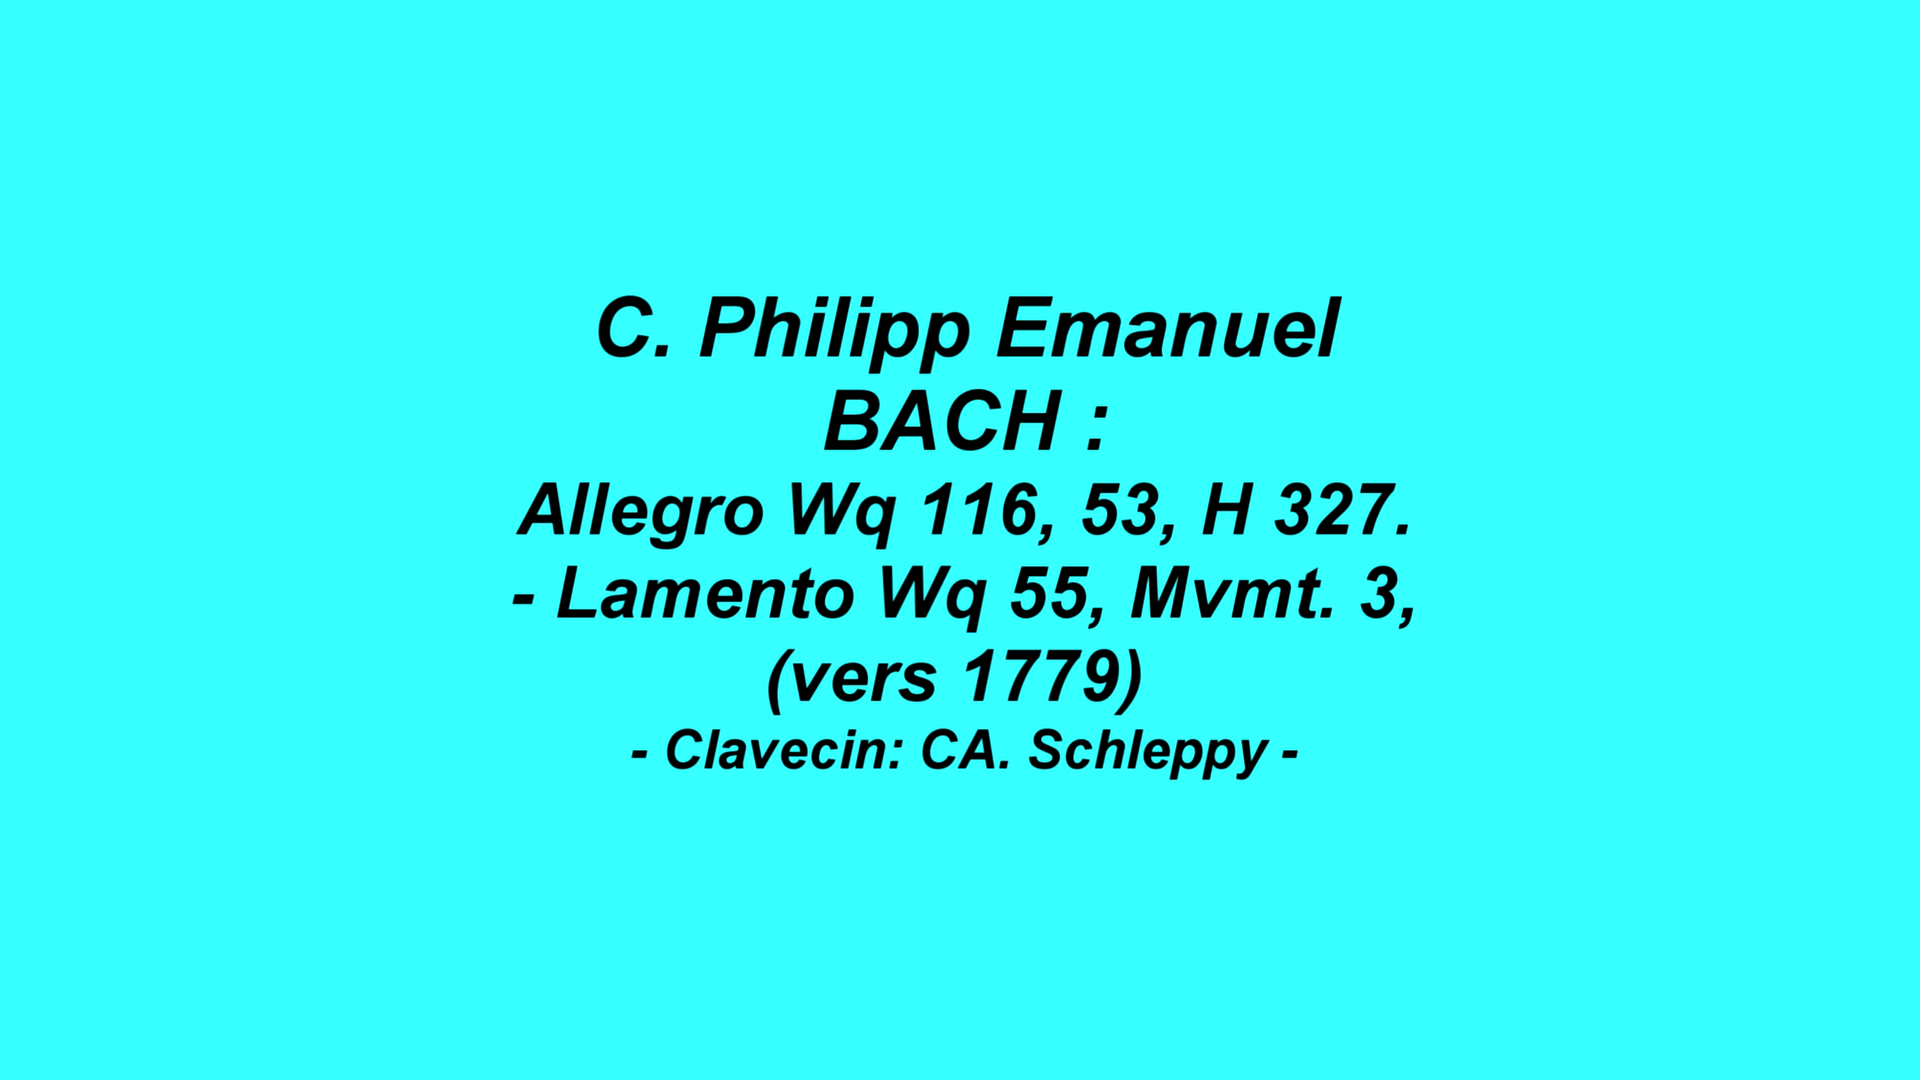 C. Philipp Emanuel
BACH :
Allegro Wq 116, 53, H 327.
- Lamento Wq 55, Mvmt. 3,
(vers 1779)
- Clavecin: CA. Schleppy -